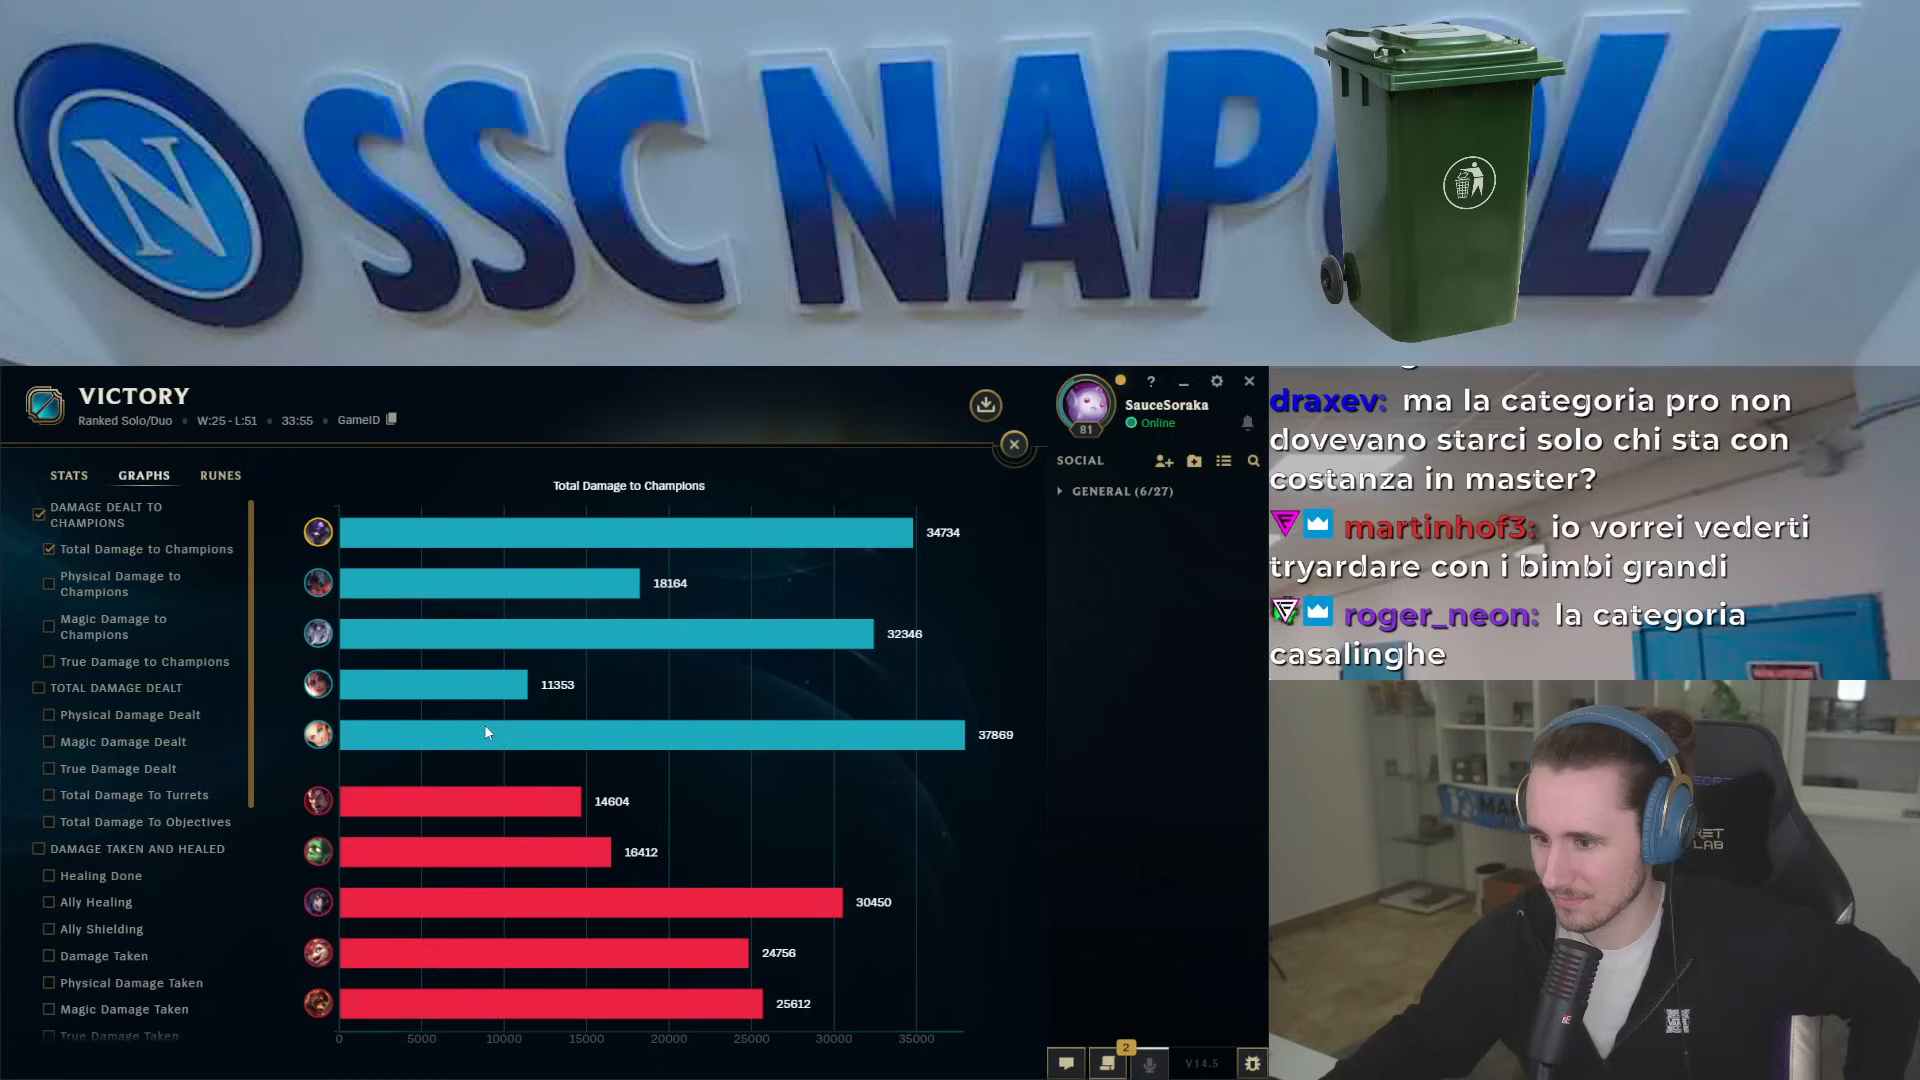 N SSC NAPOLI
VICTORY
Ranked Solo/Duo • W:25 - L:51 • 33:55 GameID
? 
SauceSoraka
Online
81
SOCIAL
GENERAL (6/27)
STATS GRAPHS RUNES
DAMAGE DEALT TO
CHAMPIONS
Total Damage to Champions
Physical Damage to
Champions
Magic Damage to
Champions
True Damage to Champions
TOTAL DAMAGE DEALT
Physical Damage Dealt
Magic Damage Dealt
True Damage Dealt
Total Damage To Turrets
Total Damage To Objectives
DAMAGE TAKEN AND HEALED
Healing Done
Ally Healing
Ally Shielding
Damage Taken
Physical Damage Taken
Magic Damage Taken
True Damage Taken
Total Damage to Champions
34734
18164
32346
11353
37869
14604
16412
30450
24756
25612
0 5000 10000 15000 20000 25000 30000 35000
2
V14.5
draxev: ma la categoria pro non
dovevano starci solo chi sta con
costanza in master?
martinhof3: io vorrei vederti
tryardare con i bimbi grandi
roger_neon: la categoria
casalinghe